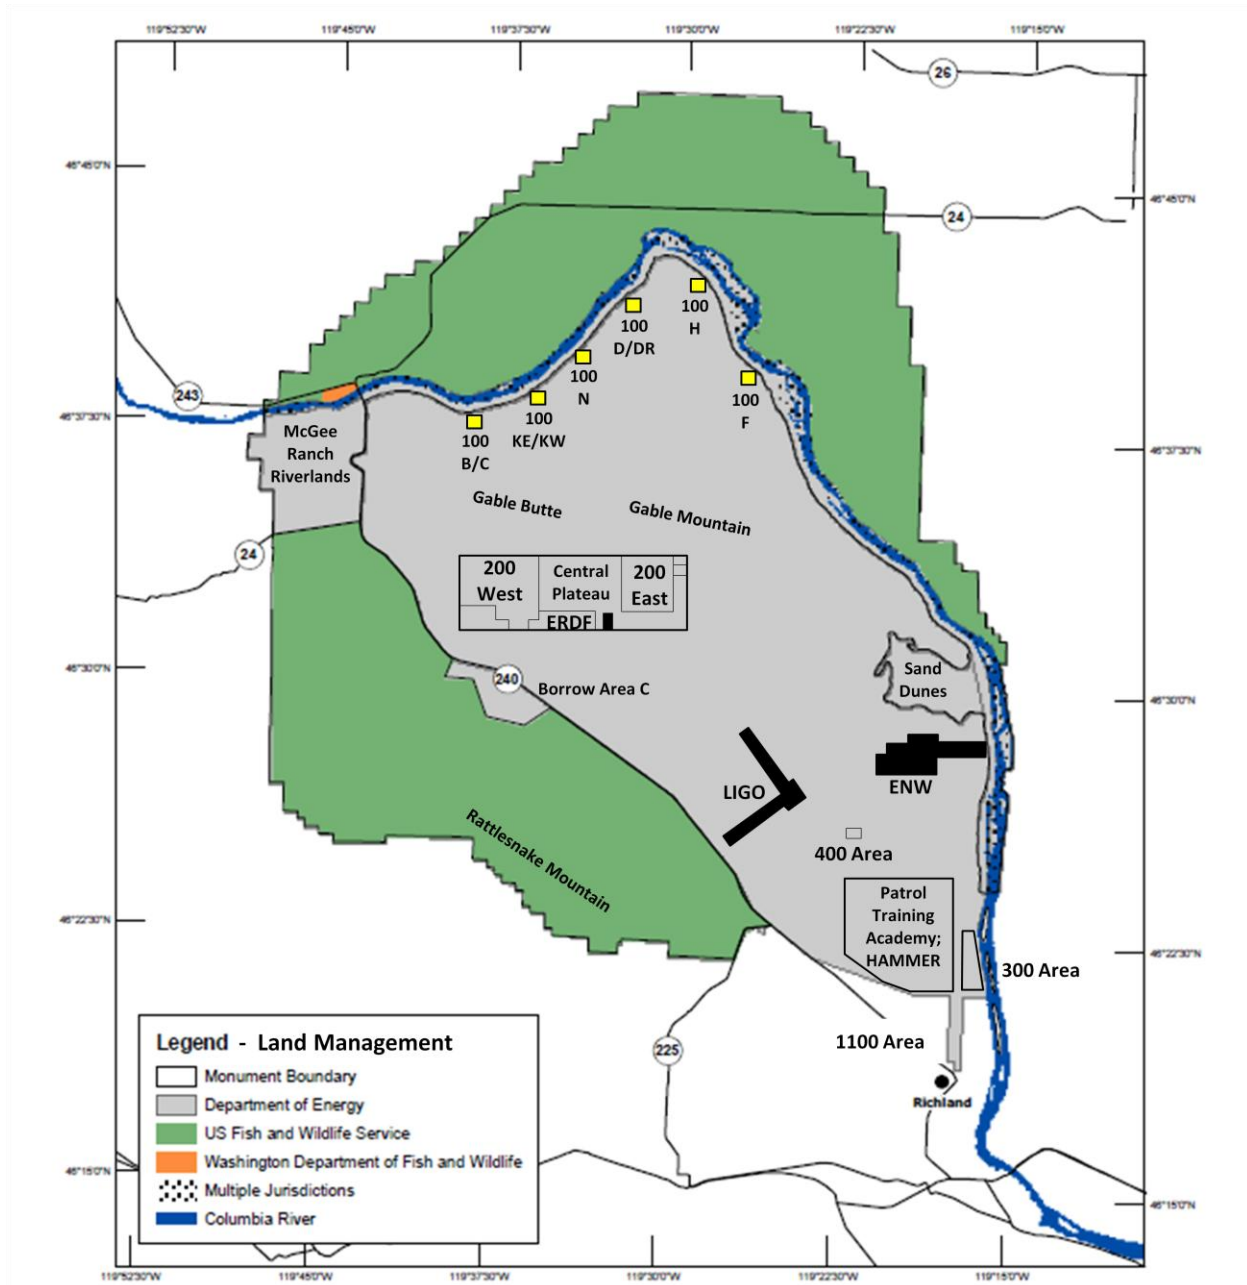 119°52'30"W
119°45'0"W
119°37'30"W
119°30'0"W
119°22'30"W
119°15'0"W
26
46°45'0"N
46°45'0"N
24
100
H
100
D/DR
100
N
100
F
243
46°37'30"N
100
KE/KW
100
B/C
McGee
Ranch
Riverlands
46°37'30"N
Gable Butte
Gable Mountain
24
200
West
Central
Plateau
200
East
ERDF
46°30'0"N
240
Borrow Area C
Sand
Dunes
46°30'0"N
LIGO
ENW
400 Area
Rattlesnake Mountain
Patrol
Training
Academy;
HAMMER
46°22'30"N
46°22'30"N
300 Area
1100 Area
225
Richland
Legend - Land Management
Monument Boundary
Department of Energy
US Fish and Wildlife Service
Washington Department of Fish and Wildlife
Multiple Jurisdictions
Columbia River
46°15'0"N
46°15'0"N
119°52'30"W
119°45'0"W
119°37'30"W
119°30'0"W
119°22'30"W
119°15'0"W